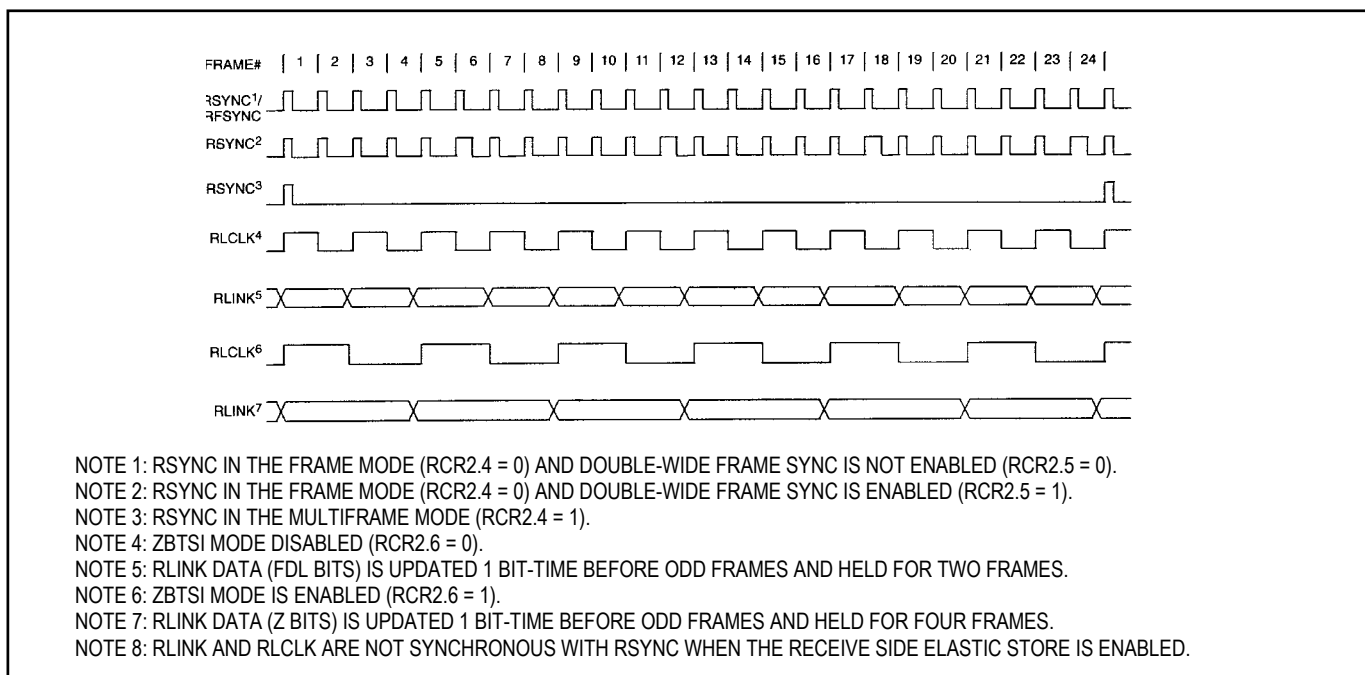 FRAME# | 1 | 2 | 3 | 4 | 5 | 6 | 7 | 8 | 9 | 10 | 11 | 12 | 13 | 14 | 15 | 16 | 17 | 18 | 19 | 20 | 21 | 22 | 23 | 24 |
RSYNC1/
RFSYNC
RSYNC2
RSYNC3
RLCLK4
RLINK5
RLCLK6
RLINK7
NOTE 1: RSYNC IN THE FRAME MODE (RCR2.4 = 0) AND DOUBLE-WIDE FRAME SYNC IS NOT ENABLED (RCR2.5 = 0).
NOTE 2: RSYNC IN THE FRAME MODE (RCR2.4 = 0) AND DOUBLE-WIDE FRAME SYNC IS ENABLED (RCR2.5 = 1).
NOTE 3: RSYNC IN THE MULTIFRAME MODE (RCR2.4 = 1).
NOTE 4: ZBTSI MODE DISABLED (RCR2.6 = 0).
NOTE 5: RLINK DATA (FDL BITS) IS UPDATED 1 BIT-TIME BEFORE ODD FRAMES AND HELD FOR TWO FRAMES.
NOTE 6: ZBTSI MODE IS ENABLED (RCR2.6 = 1).
NOTE 7: RLINK DATA (Z BITS) IS UPDATED 1 BIT-TIME BEFORE ODD FRAMES AND HELD FOR FOUR FRAMES.
NOTE 8: RLINK AND RLCLK ARE NOT SYNCHRONOUS WITH RSYNC WHEN THE RECEIVE SIDE ELASTIC STORE IS ENABLED.